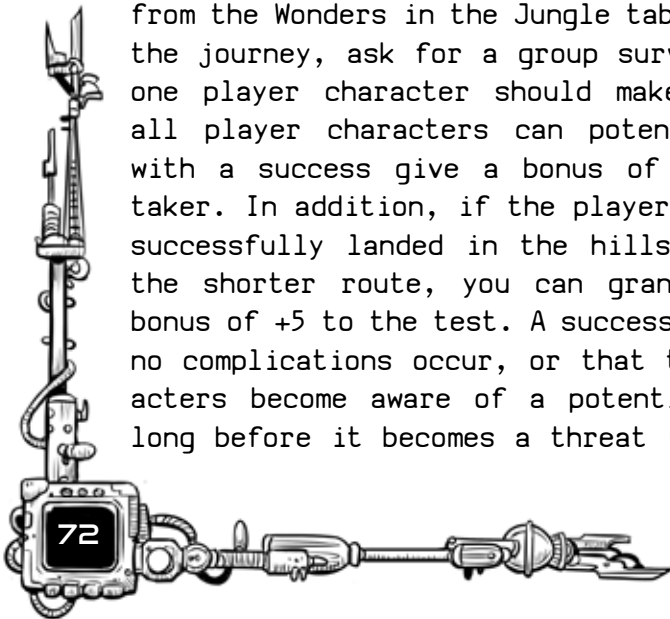 from the Wonders in the Jungle tab
the journey, ask for a group surv
one player character should make
all player characters can poten
with a success give a bonus of
taker. In addition, if the player
successfully landed in the hills
the shorter route, you can gran
bonus of +5 to the test. A success
no complications occur, or that t
acters become aware of a potent
long before it becomes a threat
72